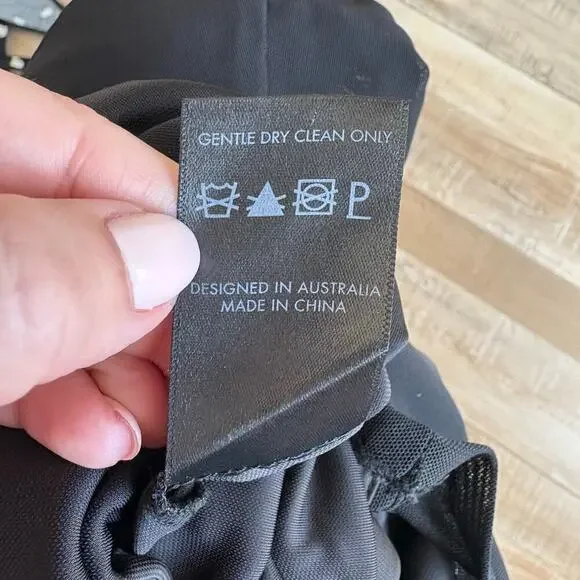 GENTLE DRY CLEAN ONLY
P
DESIGNED IN AUSTRALIA
MADE IN CHINA